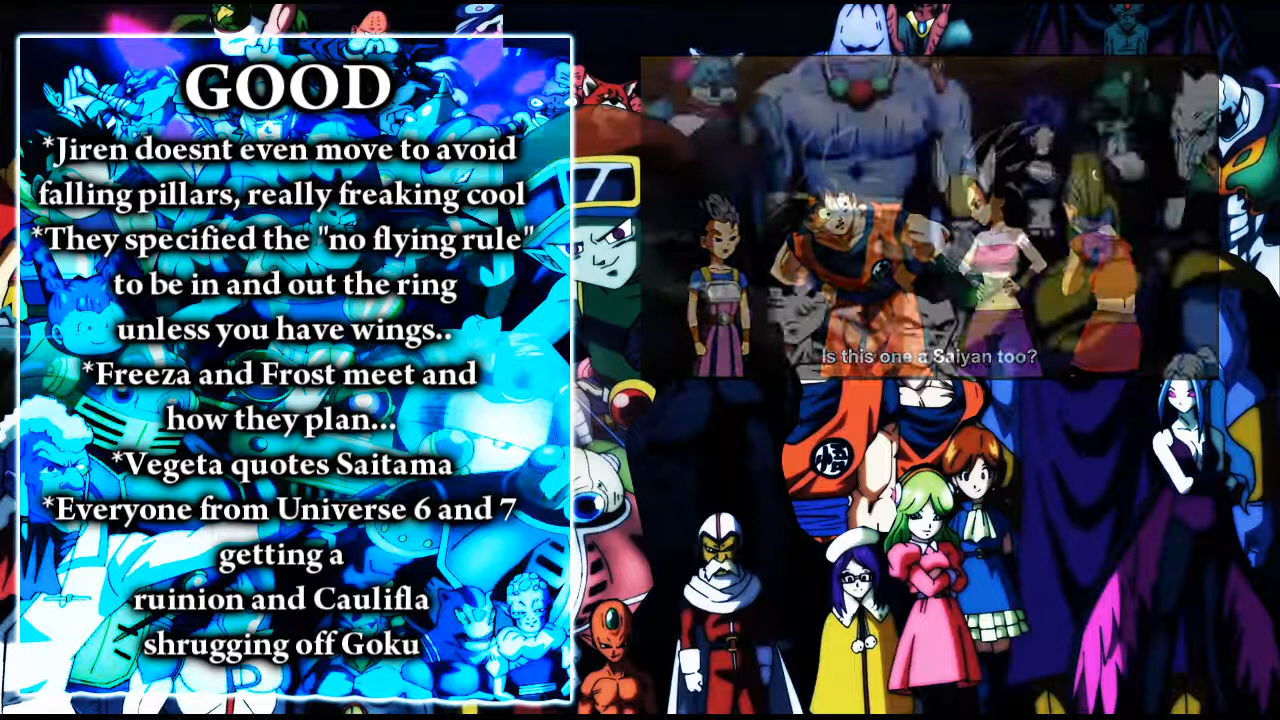 GOOD
*Jiren doesnt even move to avoid
falling pillars, really freaking cool
*They specified the "no flying rule"
to be in and out the ring
unless you have wings..
*Freeza and Frost meet and
how they plan...
*Vegeta quotes Saitama
*Everyone from Universe 6 and 7
getting a
ruinion and Caulifla
shrugging off Goku
Is this one a Saiyan too?
悟